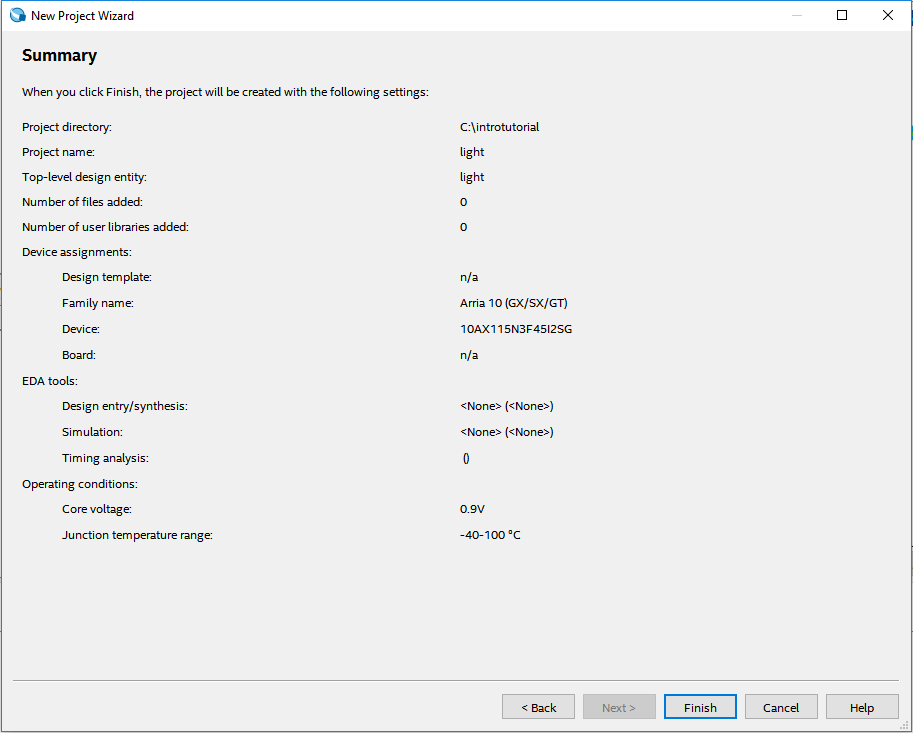 New Project Wizard
Summary
When you click Finish, the project will be created with the following settings:
Project directory: C:\introtutorial
Project name: light
Top-level design entity: light
Number of files added: 0
Number of user libraries added: 0
Device assignments:
Design template: n/a
Family name: Arria 10 (GX/SX/GT)
Device: 10AX115N3F45I2SG
Board: n/a
EDA tools:
Design entry/synthesis: <None> (<None>)
Simulation: <None> (<None>)
Timing analysis: ()
Operating conditions:
Core voltage: 0.9V
Junction temperature range: -40-100 °C
< Back Next > Finish Cancel Help